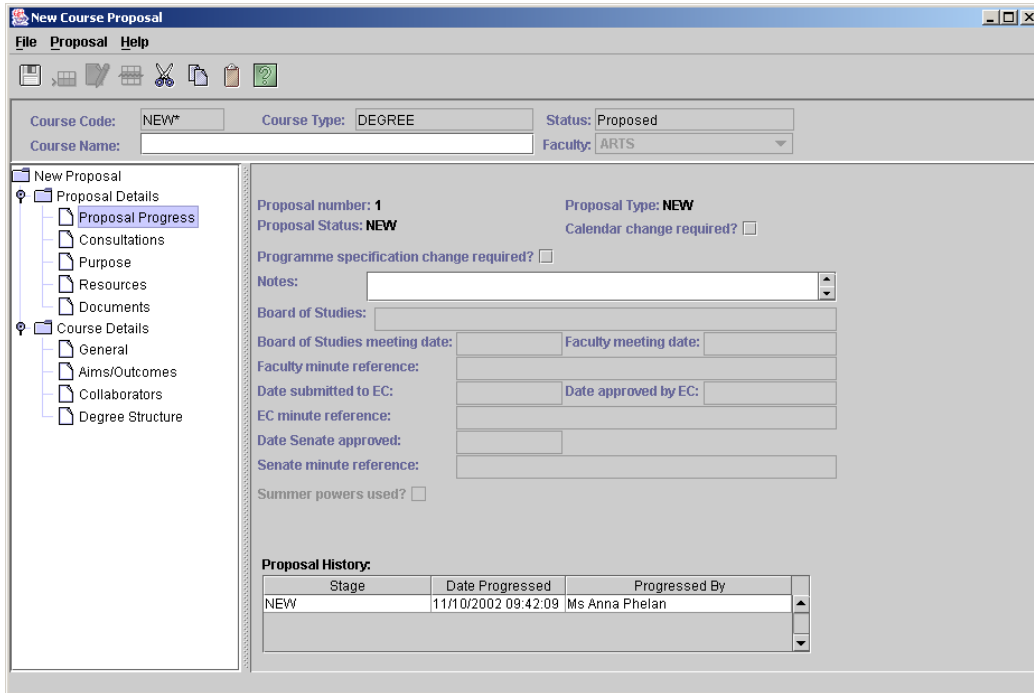 New Course Proposal
File Proposal Help
Course Code: NEW* Course Type: DEGREE Status: Proposed
Course Name: Faculty: ARTS
New Proposal
Proposal Details
Proposal Progress
Consultations
Purpose
Resources
Documents
Course Details
General
Aims/Outcomes
Collaborators
Degree Structure
Proposal number: 1 Proposal Type: NEW
Proposal Status: NEW Calendar change required?
Programme specification change required?
Notes:
Board of Studies:
Board of Studies meeting date: Faculty meeting date:
Faculty minute reference:
Date submitted to EC: Date approved by EC:
EC minute reference:
Date Senate approved:
Senate minute reference:
Summer powers used?
Proposal History:
Stage Date Progressed Progressed By
NEW 11/10/2002 09:42:09 Ms Anna Phelan